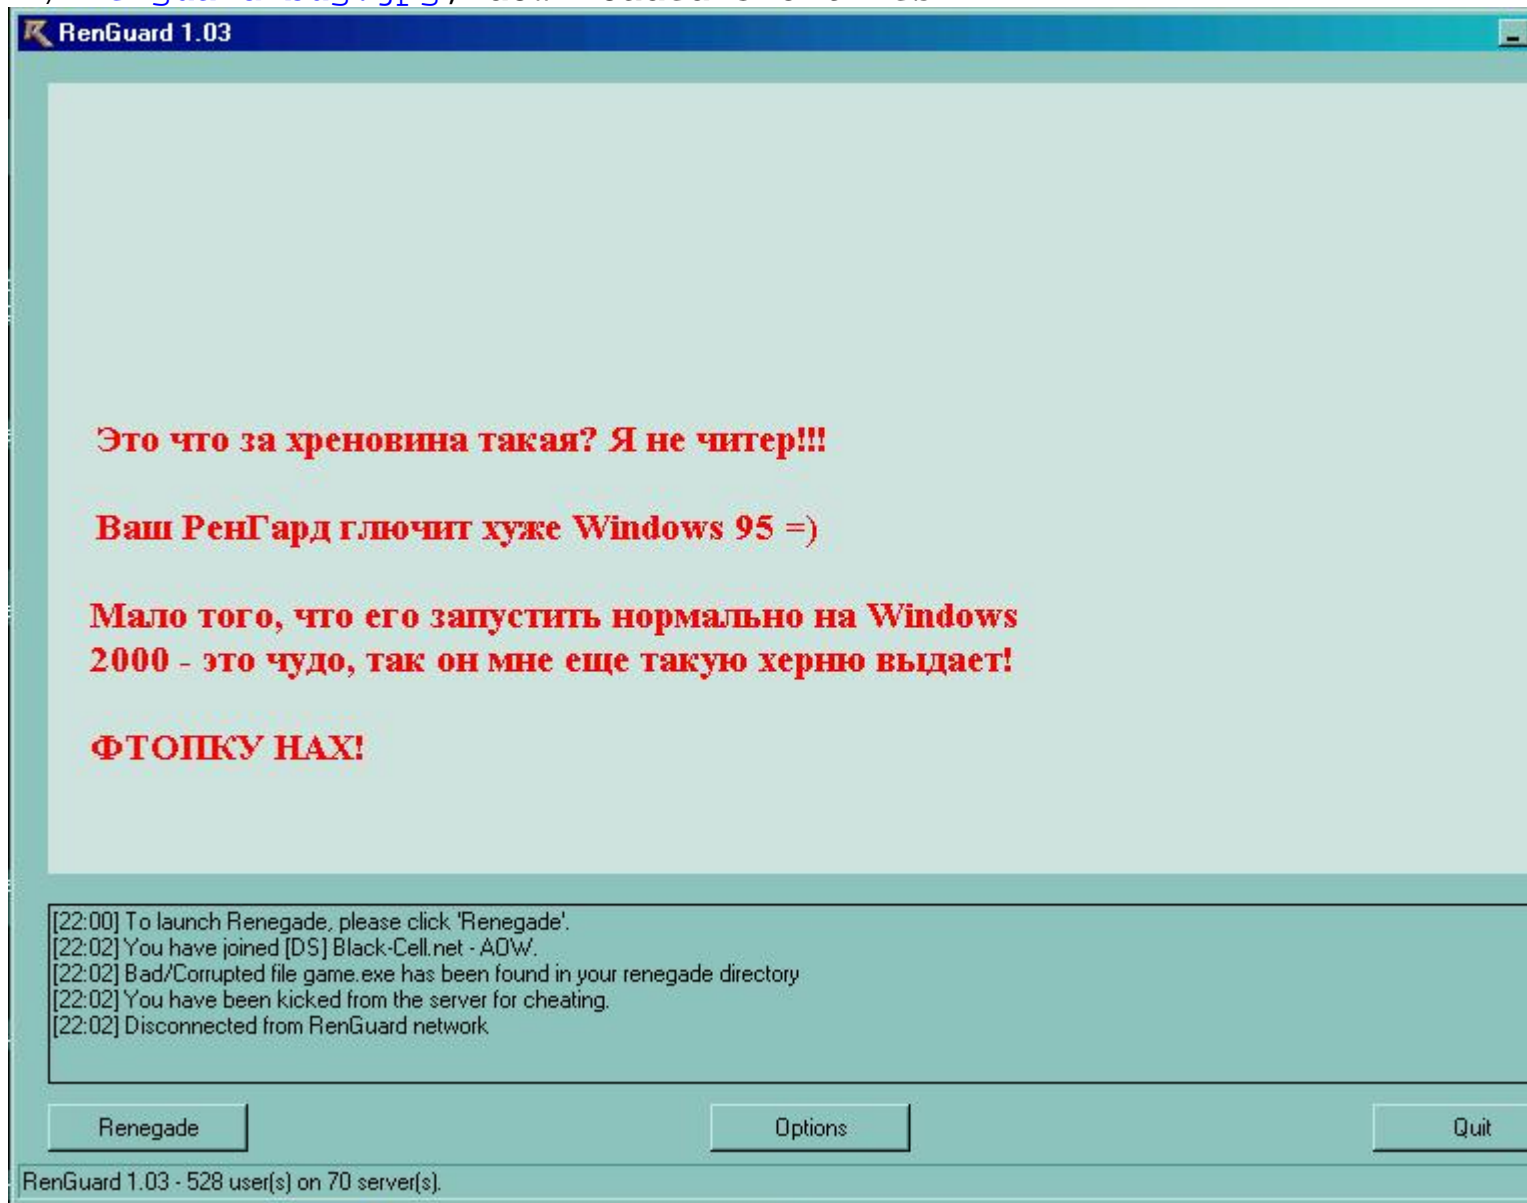 RenGuard 1.03
Это что за хреновина такая? Я не читер!!!
Ваш РенГард глючит хуже Windows 95 =)
Мало того, что его запустить нормально на Windows
2000 - это чудо, так он мне еще такую херню выдает!
ФТОПКУ НАХ!
[22:00] To launch Renegade, please click 'Renegade'.
[22:02] You have joined [DS] Black-Cell.net - AOW.
[22:02] Bad/Corrupted file game.exe has been found in your renegade directory
[22:02] You have been kicked from the server for cheating.
[22:02] Disconnected from RenGuard network
Renegade
Options
Quit
RenGuard 1.03 - 528 user(s) on 70 server(s).